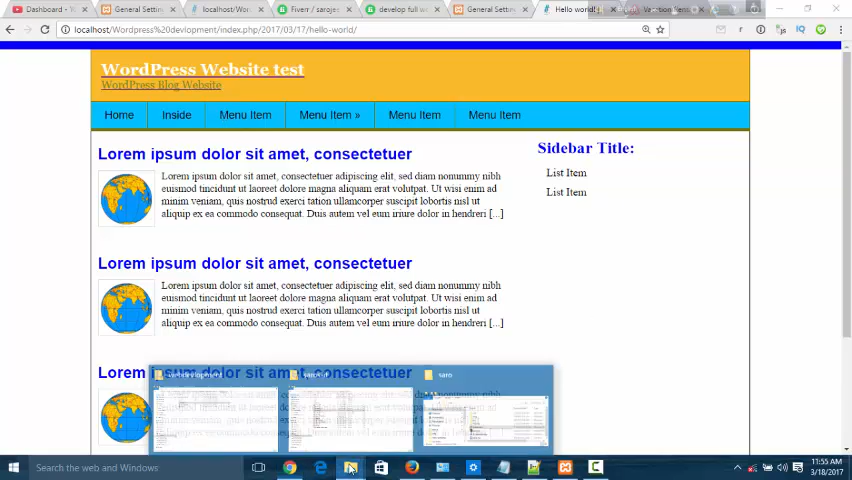 Dashboard -
General Setting
localhost/Word
Fiverr / sarojes
develop full w
General Setting
Hello world!
localhost/Wordpress%20devlopment/index.php/2017/03/17/hello-world/
WordPress Website test
WordPress Blog Website
Home
Inside
Menu Item
Menu Item »
Menu Item
Menu Item
Lorem ipsum dolor sit amet, consectetuer
Lorem ipsum dolor sit amet, consectetuer adipiscing elit, sed diam nonummy nibh
euismod tincidunt ut laoreet dolore magna aliquam erat volutpat. Ut wisi enim ad
minim veniam, quis nostrud exerci tation ullamcorper suscipit lobortis nisl ut
aliquip ex ea commodo consequat. Duis autem vel eum iriure dolor in hendreri [...]
Sidebar Title:
List Item
List Item
Lorem ipsum dolor sit amet, consectetuer
Lorem ipsum dolor sit amet, consectetuer adipiscing elit, sed diam nonummy nibh
euismod tincidunt ut laoreet dolore magna aliquam erat volutpat. Ut wisi enim ad
minim veniam, quis nostrud exerci tation ullamcorper suscipit lobortis nisl ut
aliquip ex ea commodo consequat. Duis autem vel eum iriure dolor in hendreri [...]
Lorem ipsum dolor sit amet, consectetuer
webdevelopment
saro
Search the web and Windows
11:55 AM
3/18/2017